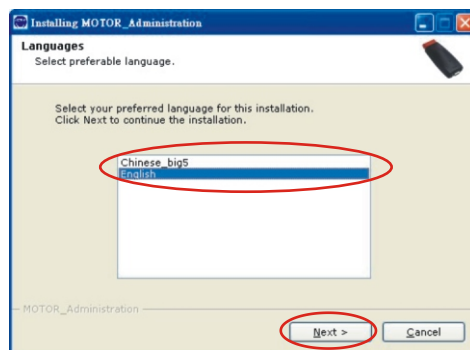 Installing MOTOR_Administration
Languages
Select preferable language.
Select your preferred language for this installation.
Click Next to continue the installation.
Chinese_big5
English
MOTOR_Administration
Next >
Cancel